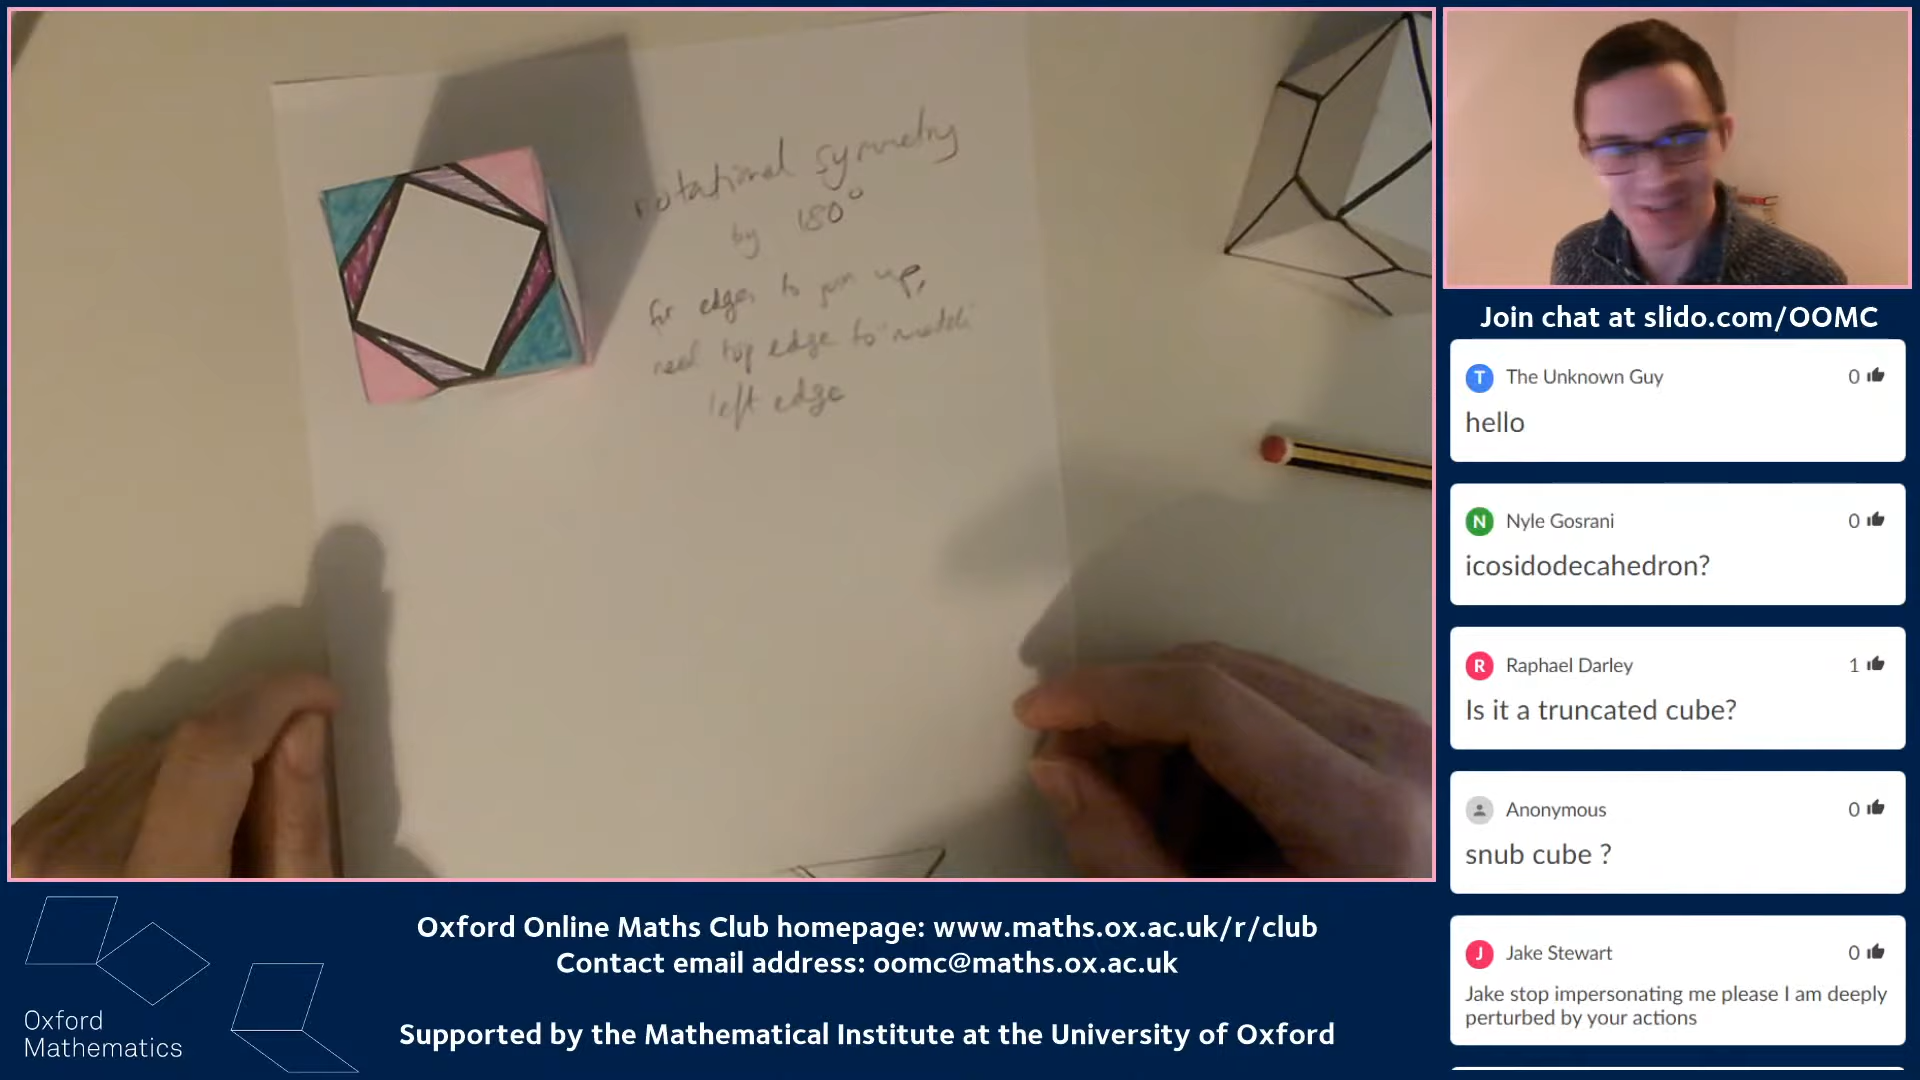 rotational symmetry
by 180°
for edges to join up,
need top edge to "match"
left edge
Join chat at slido.com/OOMC
T The Unknown Guy 0
hello
N Nyle Gosrani 0
icosidodecahedron?
R Raphael Darley 1
Is it a truncated cube?
Anonymous 0
snub cube ?
J Jake Stewart 0
Jake stop impersonating me please I am deeply
perturbed by your actions
Oxford Online Maths Club homepage: www.maths.ox.ac.uk/r/club
Contact email address: oomc@maths.ox.ac.uk
Supported by the Mathematical Institute at the University of Oxford
Oxford
Mathematics